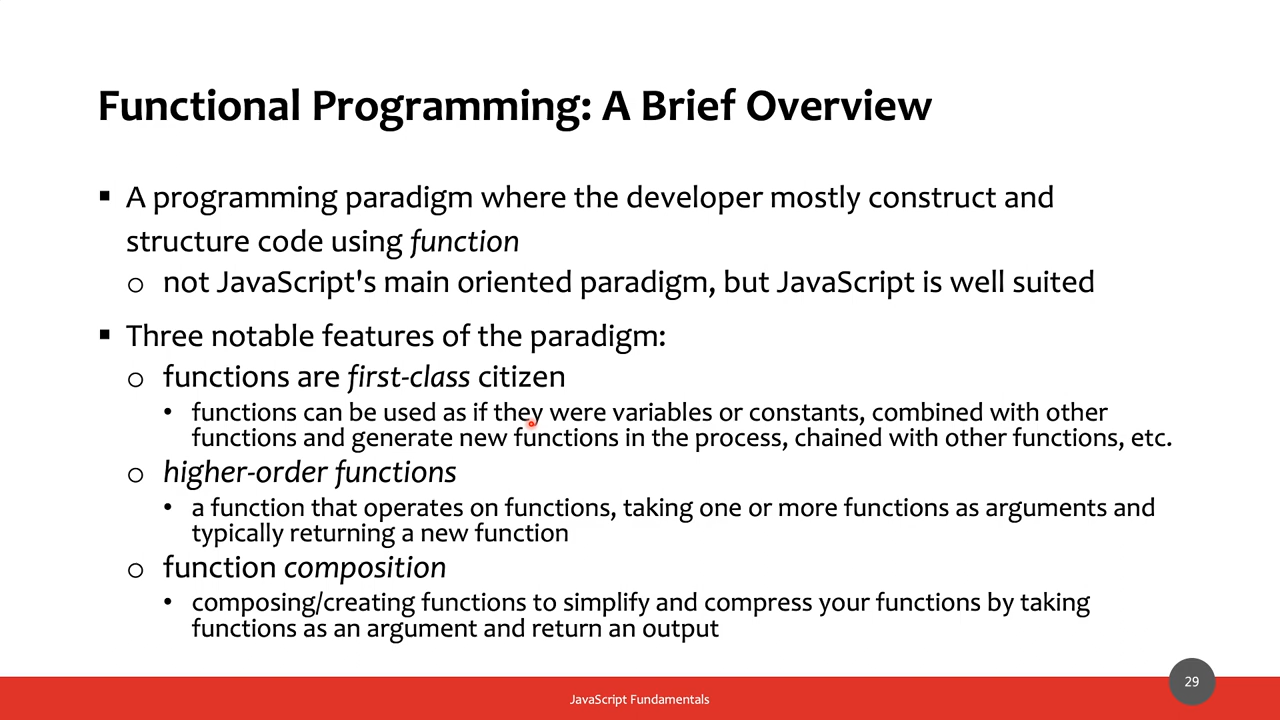 Functional Programming: A Brief Overview
▪ A programming paradigm where the developer mostly construct and
structure code using function
o not JavaScript's main oriented paradigm, but JavaScript is well suited
▪ Three notable features of the paradigm:
o functions are first-class citizen
• functions can be used as if they were variables or constants, combined with other
functions and generate new functions in the process, chained with other functions, etc.
o higher-order functions
• a function that operates on functions, taking one or more functions as arguments and
typically returning a new function
o function composition
• composing/creating functions to simplify and compress your functions by taking
functions as an argument and return an output
29
JavaScript Fundamentals